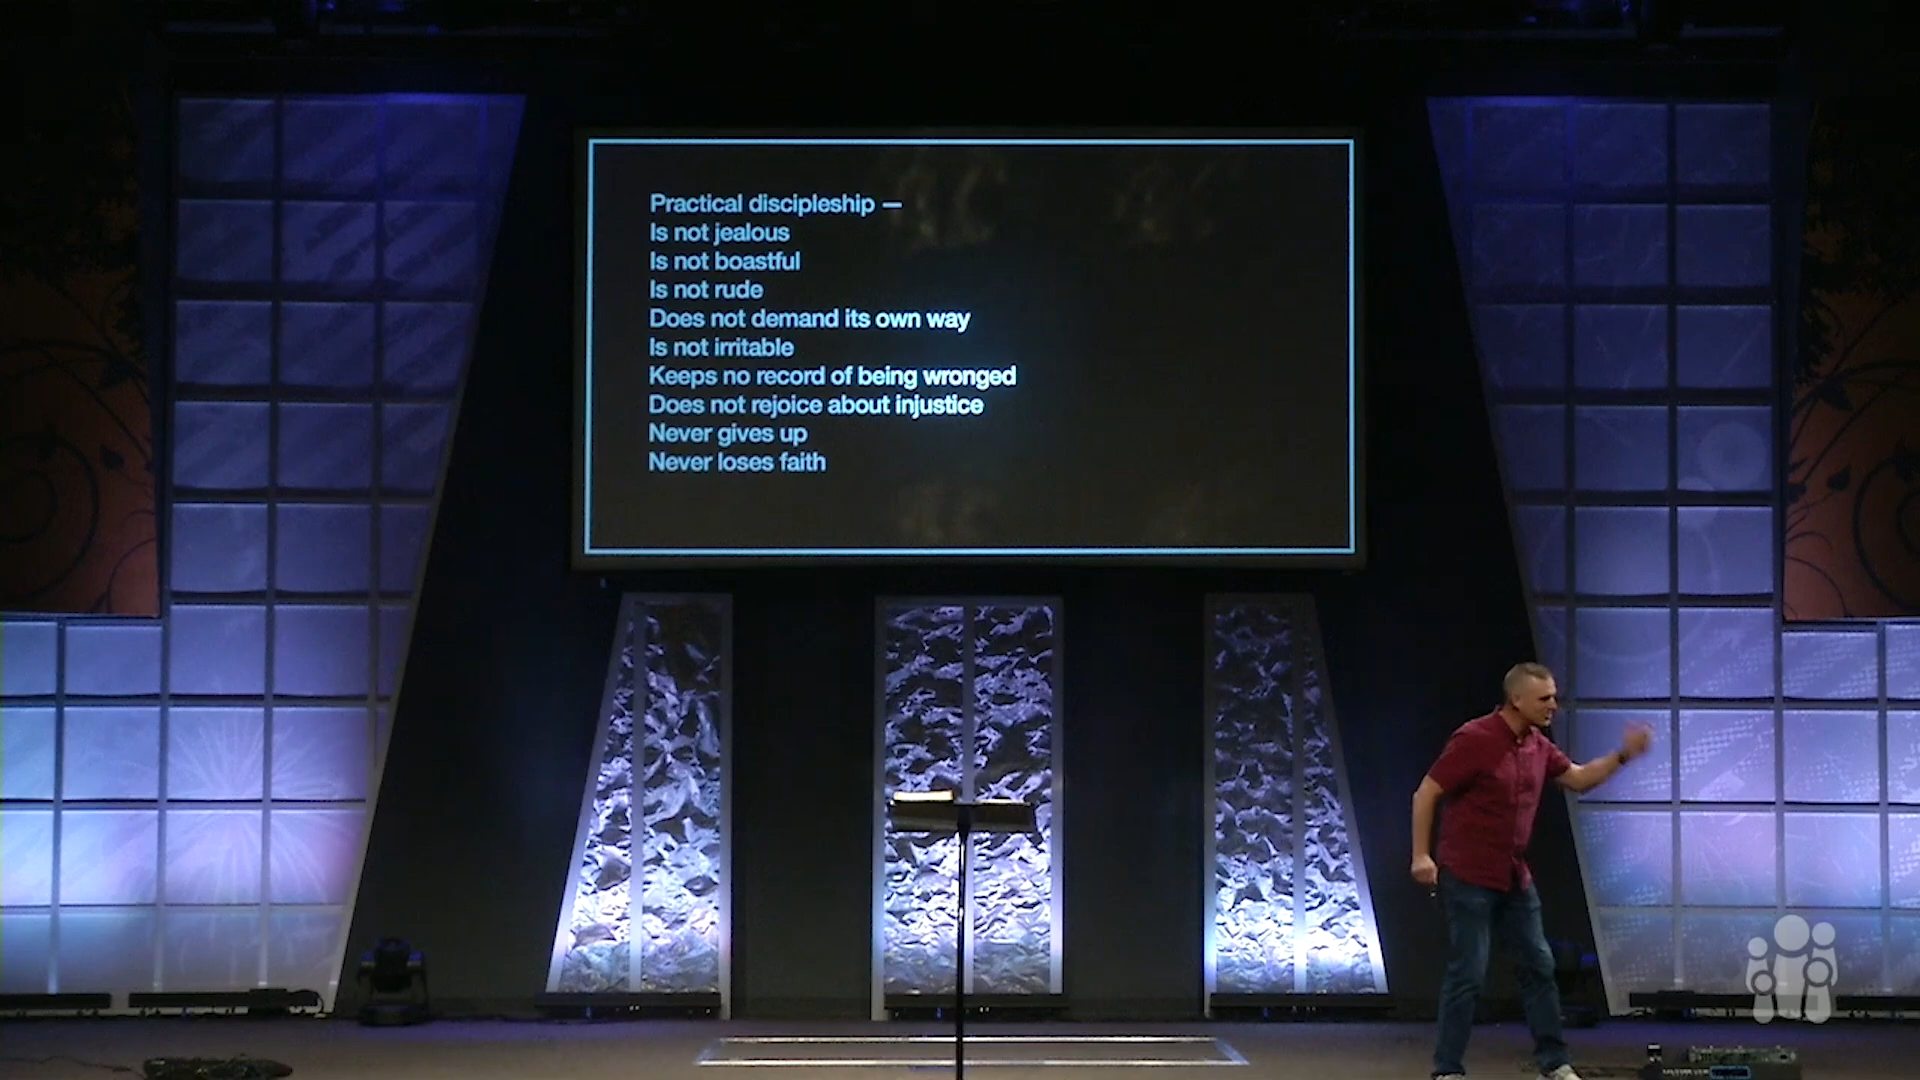 Practical discipleship —
Is not jealous
Is not boastful
Is not rude
Does not demand its own way
Is not irritable
Keeps no record of being wronged
Does not rejoice about injustice
Never gives up
Never loses faith